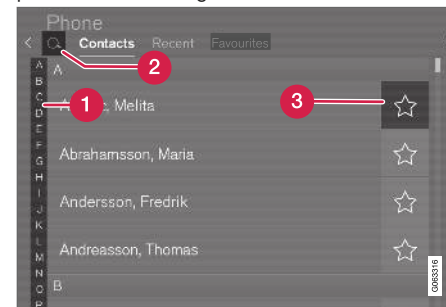 Phone
Contacts Recent Favourites
A
B
C
D
E
F
G
H
I
J
K
L
M
N
O
A
2
1
Melita
3
Abrahamsson, Maria
Andersson, Fredrik
Andreasson, Thomas
B
G063316